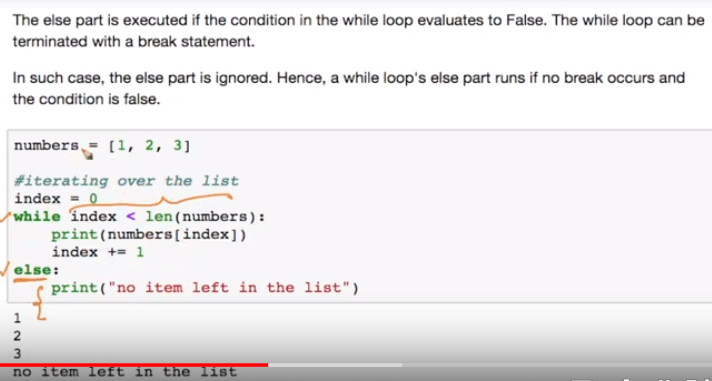 The else part is executed if the condition in the while loop evaluates to False. The while loop can be
terminated with a break statement.
In such case, the else part is ignored. Hence, a while loop's else part runs if no break occurs and
the condition is false.
numbers = [1, 2, 3]
#iterating over the list
index = 0
while index < len(numbers):
    print(numbers[index])
    index += 1
else:
    print("no item left in the list")
1
2
3
no item left in the list